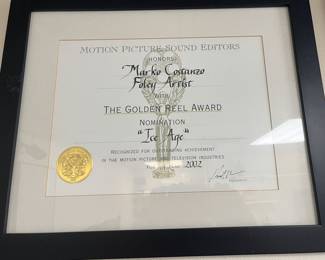 MOTION PICTURE SOUND EDITORS
HONORS
Marko Costanzo
Foley Artist
WITH
THE GOLDEN REEL AWARD
NOMINATION
"Ice Age"
RECOGNIZED FOR OUTSTANDING ACHIEVEMENT
IN THE MOTION PICTURE AND TELEVISION INDUSTRIES
2002